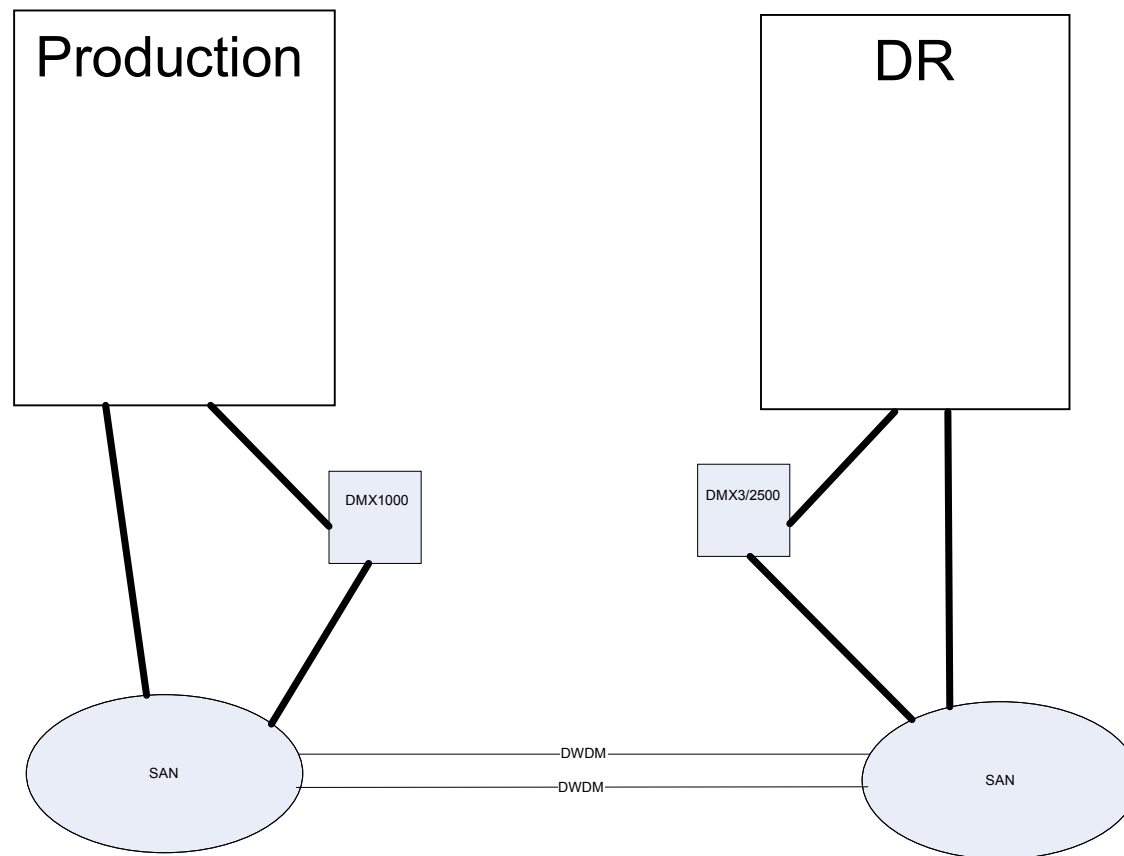 Production
DR
DMX1000
DMX3/2500
DWDM
DWDM
SAN
SAN